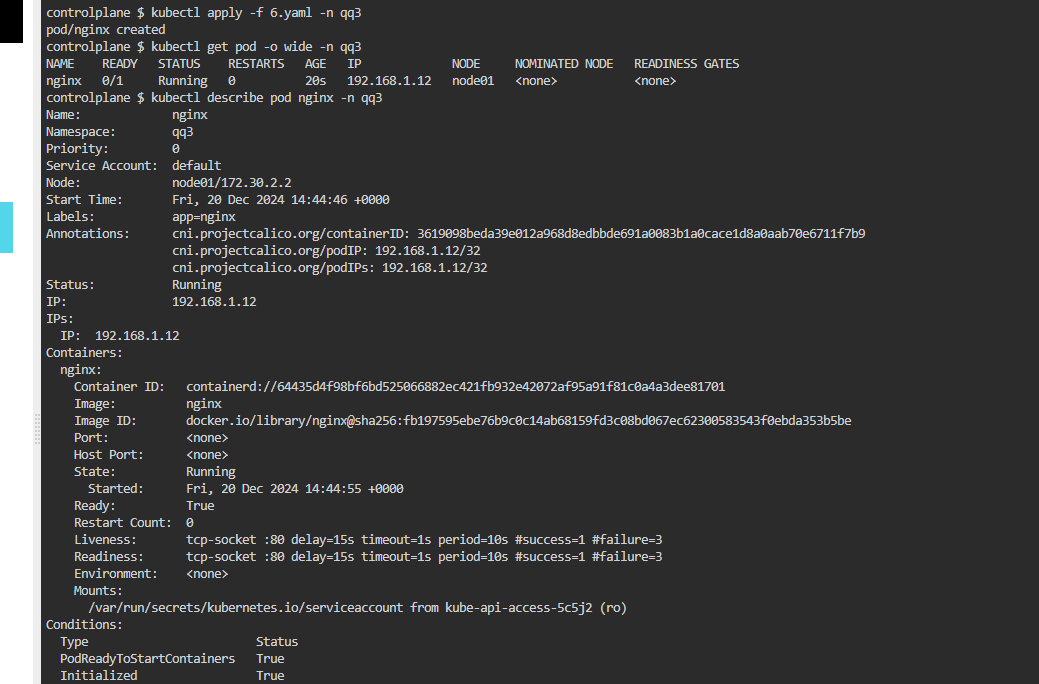 controlplane $ kubectl apply -f 6.yaml -n qq3
pod/nginx created
controlplane $ kubectl get pod -o wide -n qq3
NAME    READY   STATUS    RESTARTS   AGE   IP             NODE     NOMINATED NODE   READINESS GATES
nginx   0/1     Running   0          20s   192.168.1.12   node01   <none>           <none>
controlplane $ kubectl describe pod nginx -n qq3
Name:             nginx
Namespace:        qq3
Priority:         0
Service Account:  default
Node:             node01/172.30.2.2
Start Time:       Fri, 20 Dec 2024 14:44:46 +0000
Labels:           app=nginx
Annotations:      cni.projectcalico.org/containerID: 3619098beda39e012a968d8edbbde691a0083b1a0cace1d8a0aab70e6711f7b9
                  cni.projectcalico.org/podIP: 192.168.1.12/32
                  cni.projectcalico.org/podIPs: 192.168.1.12/32
Status:           Running
IP:               192.168.1.12
IPs:
  IP:  192.168.1.12
Containers:
  nginx:
    Container ID:   containerd://64435d4f98bf6bd525066882ec421fb932e42072af95a91f81c0a4a3dee81701
    Image:          nginx
    Image ID:       docker.io/library/nginx@sha256:fb197595ebe76b9c0c14ab68159fd3c08bd067ec62300583543f0ebda353b5be
    Port:           <none>
    Host Port:      <none>
    State:          Running
      Started:      Fri, 20 Dec 2024 14:44:55 +0000
    Ready:          True
    Restart Count:  0
    Liveness:       tcp-socket :80 delay=15s timeout=1s period=10s #success=1 #failure=3
    Readiness:      tcp-socket :80 delay=15s timeout=1s period=10s #success=1 #failure=3
    Environment:    <none>
    Mounts:
      /var/run/secrets/kubernetes.io/serviceaccount from kube-api-access-5c5j2 (ro)
Conditions:
  Type                        Status
  PodReadyToStartContainers   True
  Initialized                 True